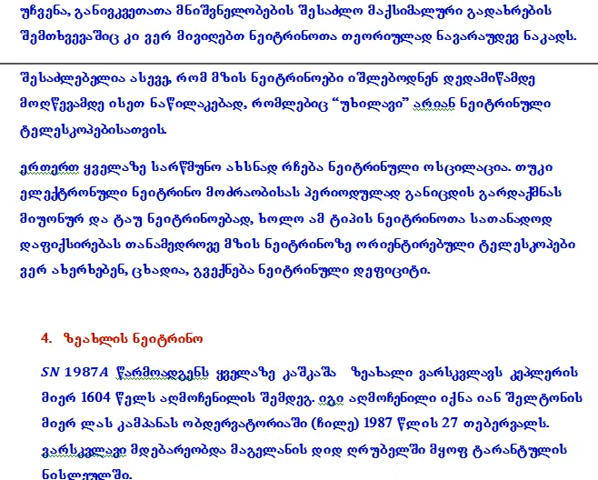 უჩვენა, განივკვეთათა მნიშვნელობების შესაძლო მაქსიმალური გადახრების
შემთხვევაშიც კი ვერ მივიღებთ ნეიტრინოთა თეორიულად ნავარაუდევ ნაკადს.
შესაძლებელია ასევე, რომ მზის ნეიტრინოები იშლებოდნენ დედამიწამდე
მოღწევამდე ისეთ ნაწილაკებად, რომლებიც “უხილავი” არიან ნეიტრინული
ტელესკოპებისათვის.
ერთერთ ყველაზე სარწმუნო ახსნად რჩება ნეიტრინული ოსცილაცია. თუკი
ელექტრონული ნეიტრინო მოძრაობისას პერიოდულად განიცდის გარდაქმნას
მიუონურ და ტაუ ნეიტრინოებად, ხოლო ამ ტიპის ნეიტრინოთა სათანადოდ
დაფიქსირებას თანამედროვე მზის ნეიტრინოზე ორიენტირებული ტელესკოპები
ვერ ახერხებენ, ცხადია, გვექნება ნეიტრინული დეფიციტი.
4. ზეახლის ნეიტრინო
SN 1987A წარმოადგენს ყველაზე კაშკაშა ზეახალი ვარსკვლავს კეპლერის
მიერ 1604 წელს აღმოჩენილის შემდეგ. იგი აღმოჩენილი იქნა იან შელტონის
მიერ ლას კამპანას ობდერვატორიაში (ჩილე) 1987 წლის 27 თებერვალს.
ვარსკვლავი მდებარეობდა მაგელანის დიდ ღრუბელში მყოფ ტარანტულის
ნისლეულში.